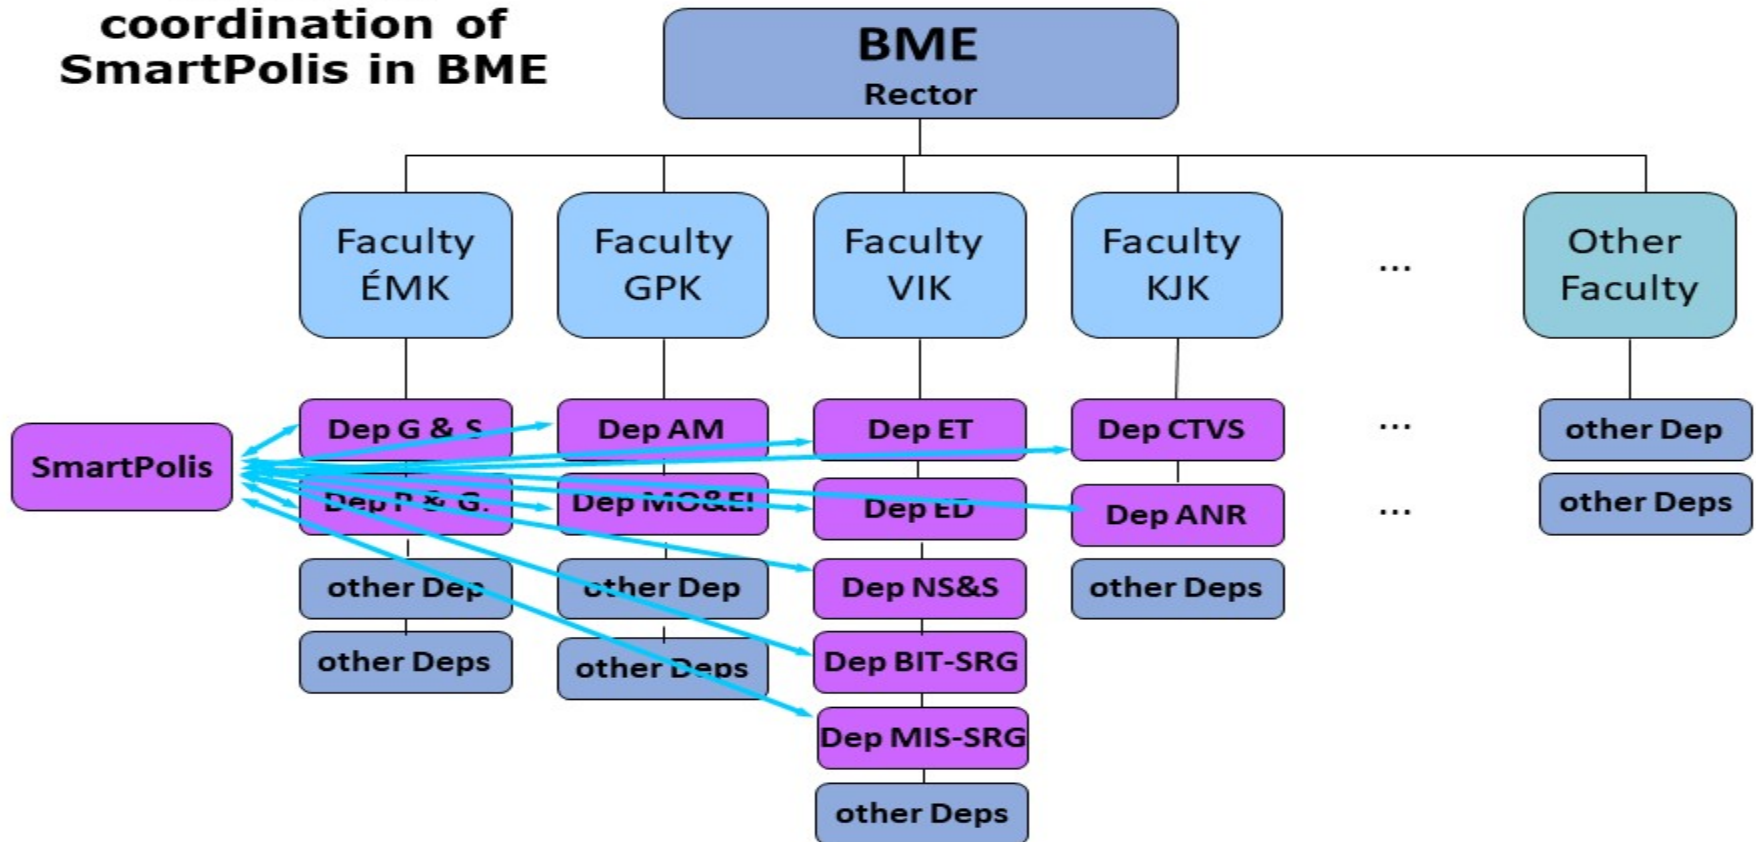 coordination of
SmartPolis in BME
BME
Rector
Faculty
ÉMK
Faculty
GPK
Faculty
VIK
Faculty
KJK
...
Other
Faculty
SmartPolis
Dep G & S
Dep AM
Dep ET
Dep CTVS
...
other Dep
Dep P & G.
Dep MO&EI
Dep ED
Dep ANR
...
other Deps
other Dep
other Dep
Dep NS&S
other Deps
other Deps
other Deps
Dep BIT-SRG
Dep MIS-SRG
other Deps